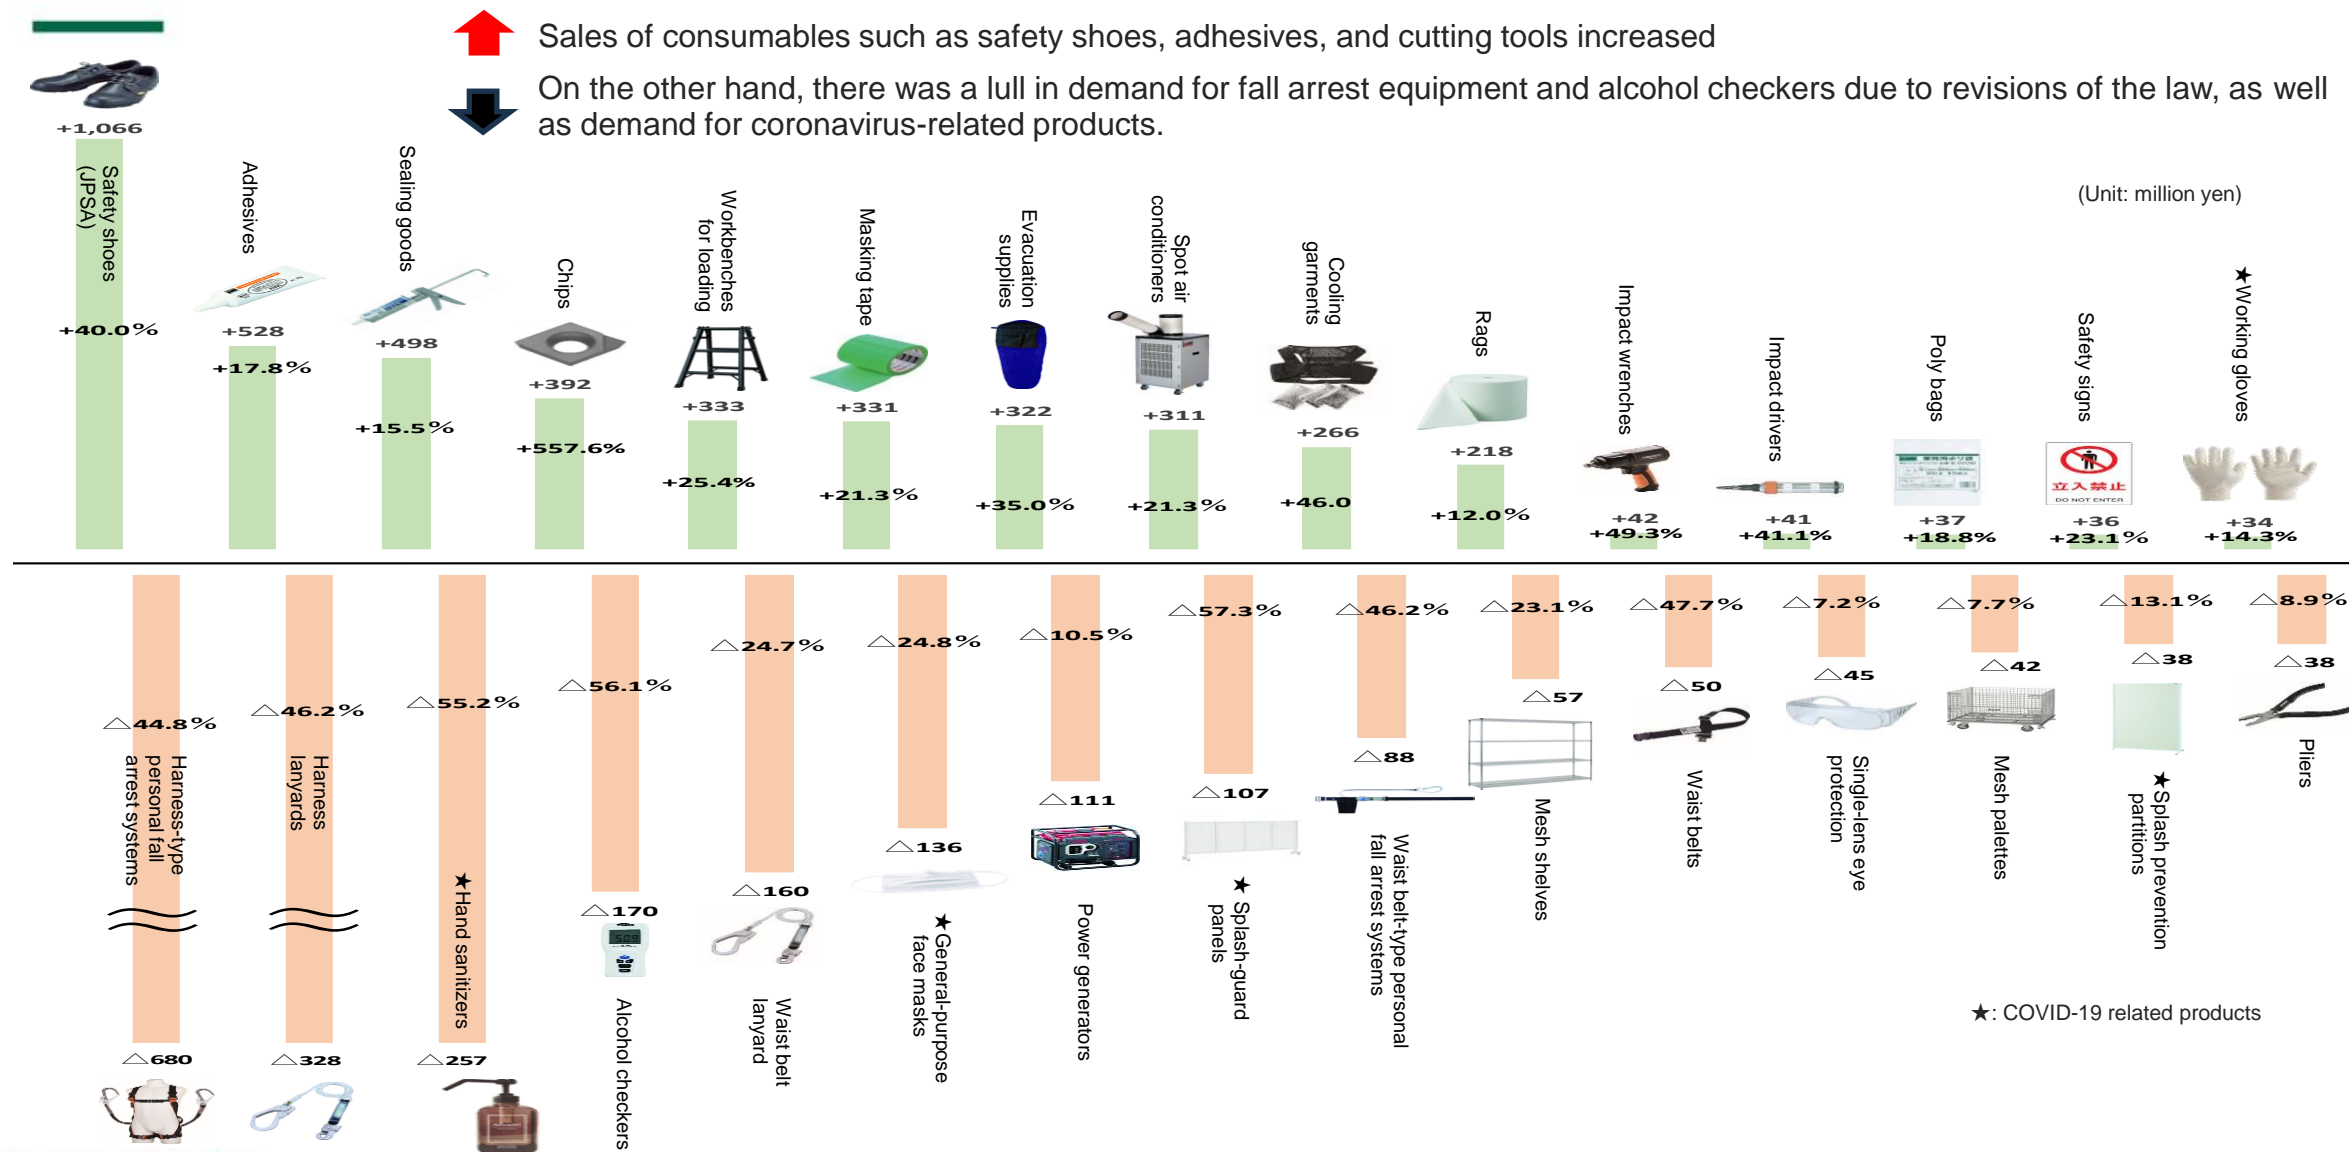 Sales of consumables such as safety shoes, adhesives, and cutting tools increased
On the other hand, there was a lull in demand for fall arrest equipment and alcohol checkers due to revisions of the law, as well
as demand for coronavirus-related products.
(Unit: million yen)
+1,066
Safety shoes
(JPSA)
+40.0%
Adhesives
+528
+17.8%
Sealing goods
+498
+15.5%
Chips
+392
+557.6%
Workbenches
for loading
+333
+25.4%
Masking tape
+331
+21.3%
Evacuation
supplies
+322
+35.0%
Spot air
conditioners
+311
+21.3%
Cooling
garments
+266
+46.0
Rags
+218
+12.0%
Impact wrenches
+42
+49.3%
Impact drivers
+41
+41.1%
Poly bags
+37
+18.8%
Safety signs
立入禁止
DO NOT ENTER
+36
+23.1%
★Working gloves
+34
+14.3%
△44.8%
Harness-type
personal fall
arrest systems
△680
△46.2%
Harness
lanyards
△328
△55.2%
★Hand sanitizers
△257
△56.1%
△170
Alcohol checkers
△24.7%
△160
Waist belt
lanyard
△24.8%
△136
★General-purpose
face masks
△10.5%
△111
Power generators
△57.3%
△107
★ Splash-guard
panels
△46.2%
△88
Waist belt-type personal
fall arrest systems
△23.1%
△57
Mesh shelves
△47.7%
△50
Waist belts
△7.2%
△45
Single-lens eye
protection
△7.7%
△42
Mesh palettes
△13.1%
△38
★Splash prevention
partitions
△8.9%
△38
Pliers
★: COVID-19 related products